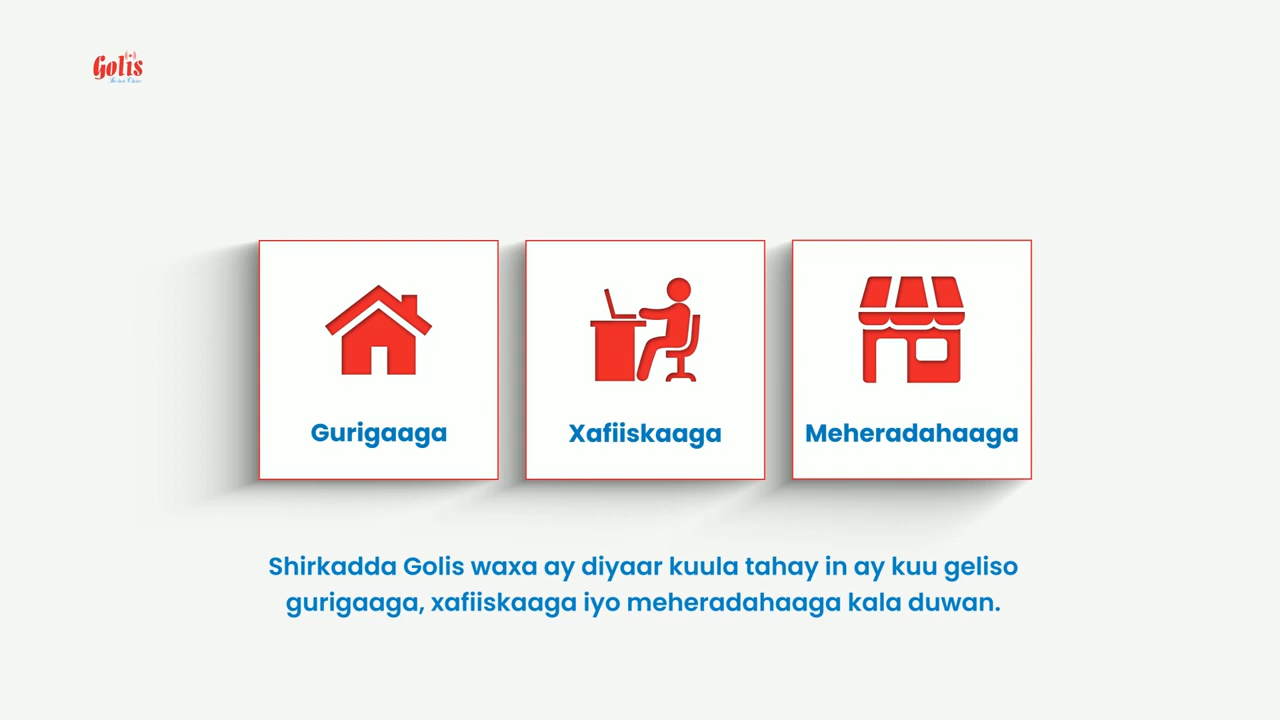 Golis
Gurigaaga
Xafiiskaaga
Meheradahaaga
Shirkadda Golis waxa ay diyaar kuula tahay in ay kuu geliso
gurigaaga, xafiiskaaga iyo meheradahaaga kala duwan.